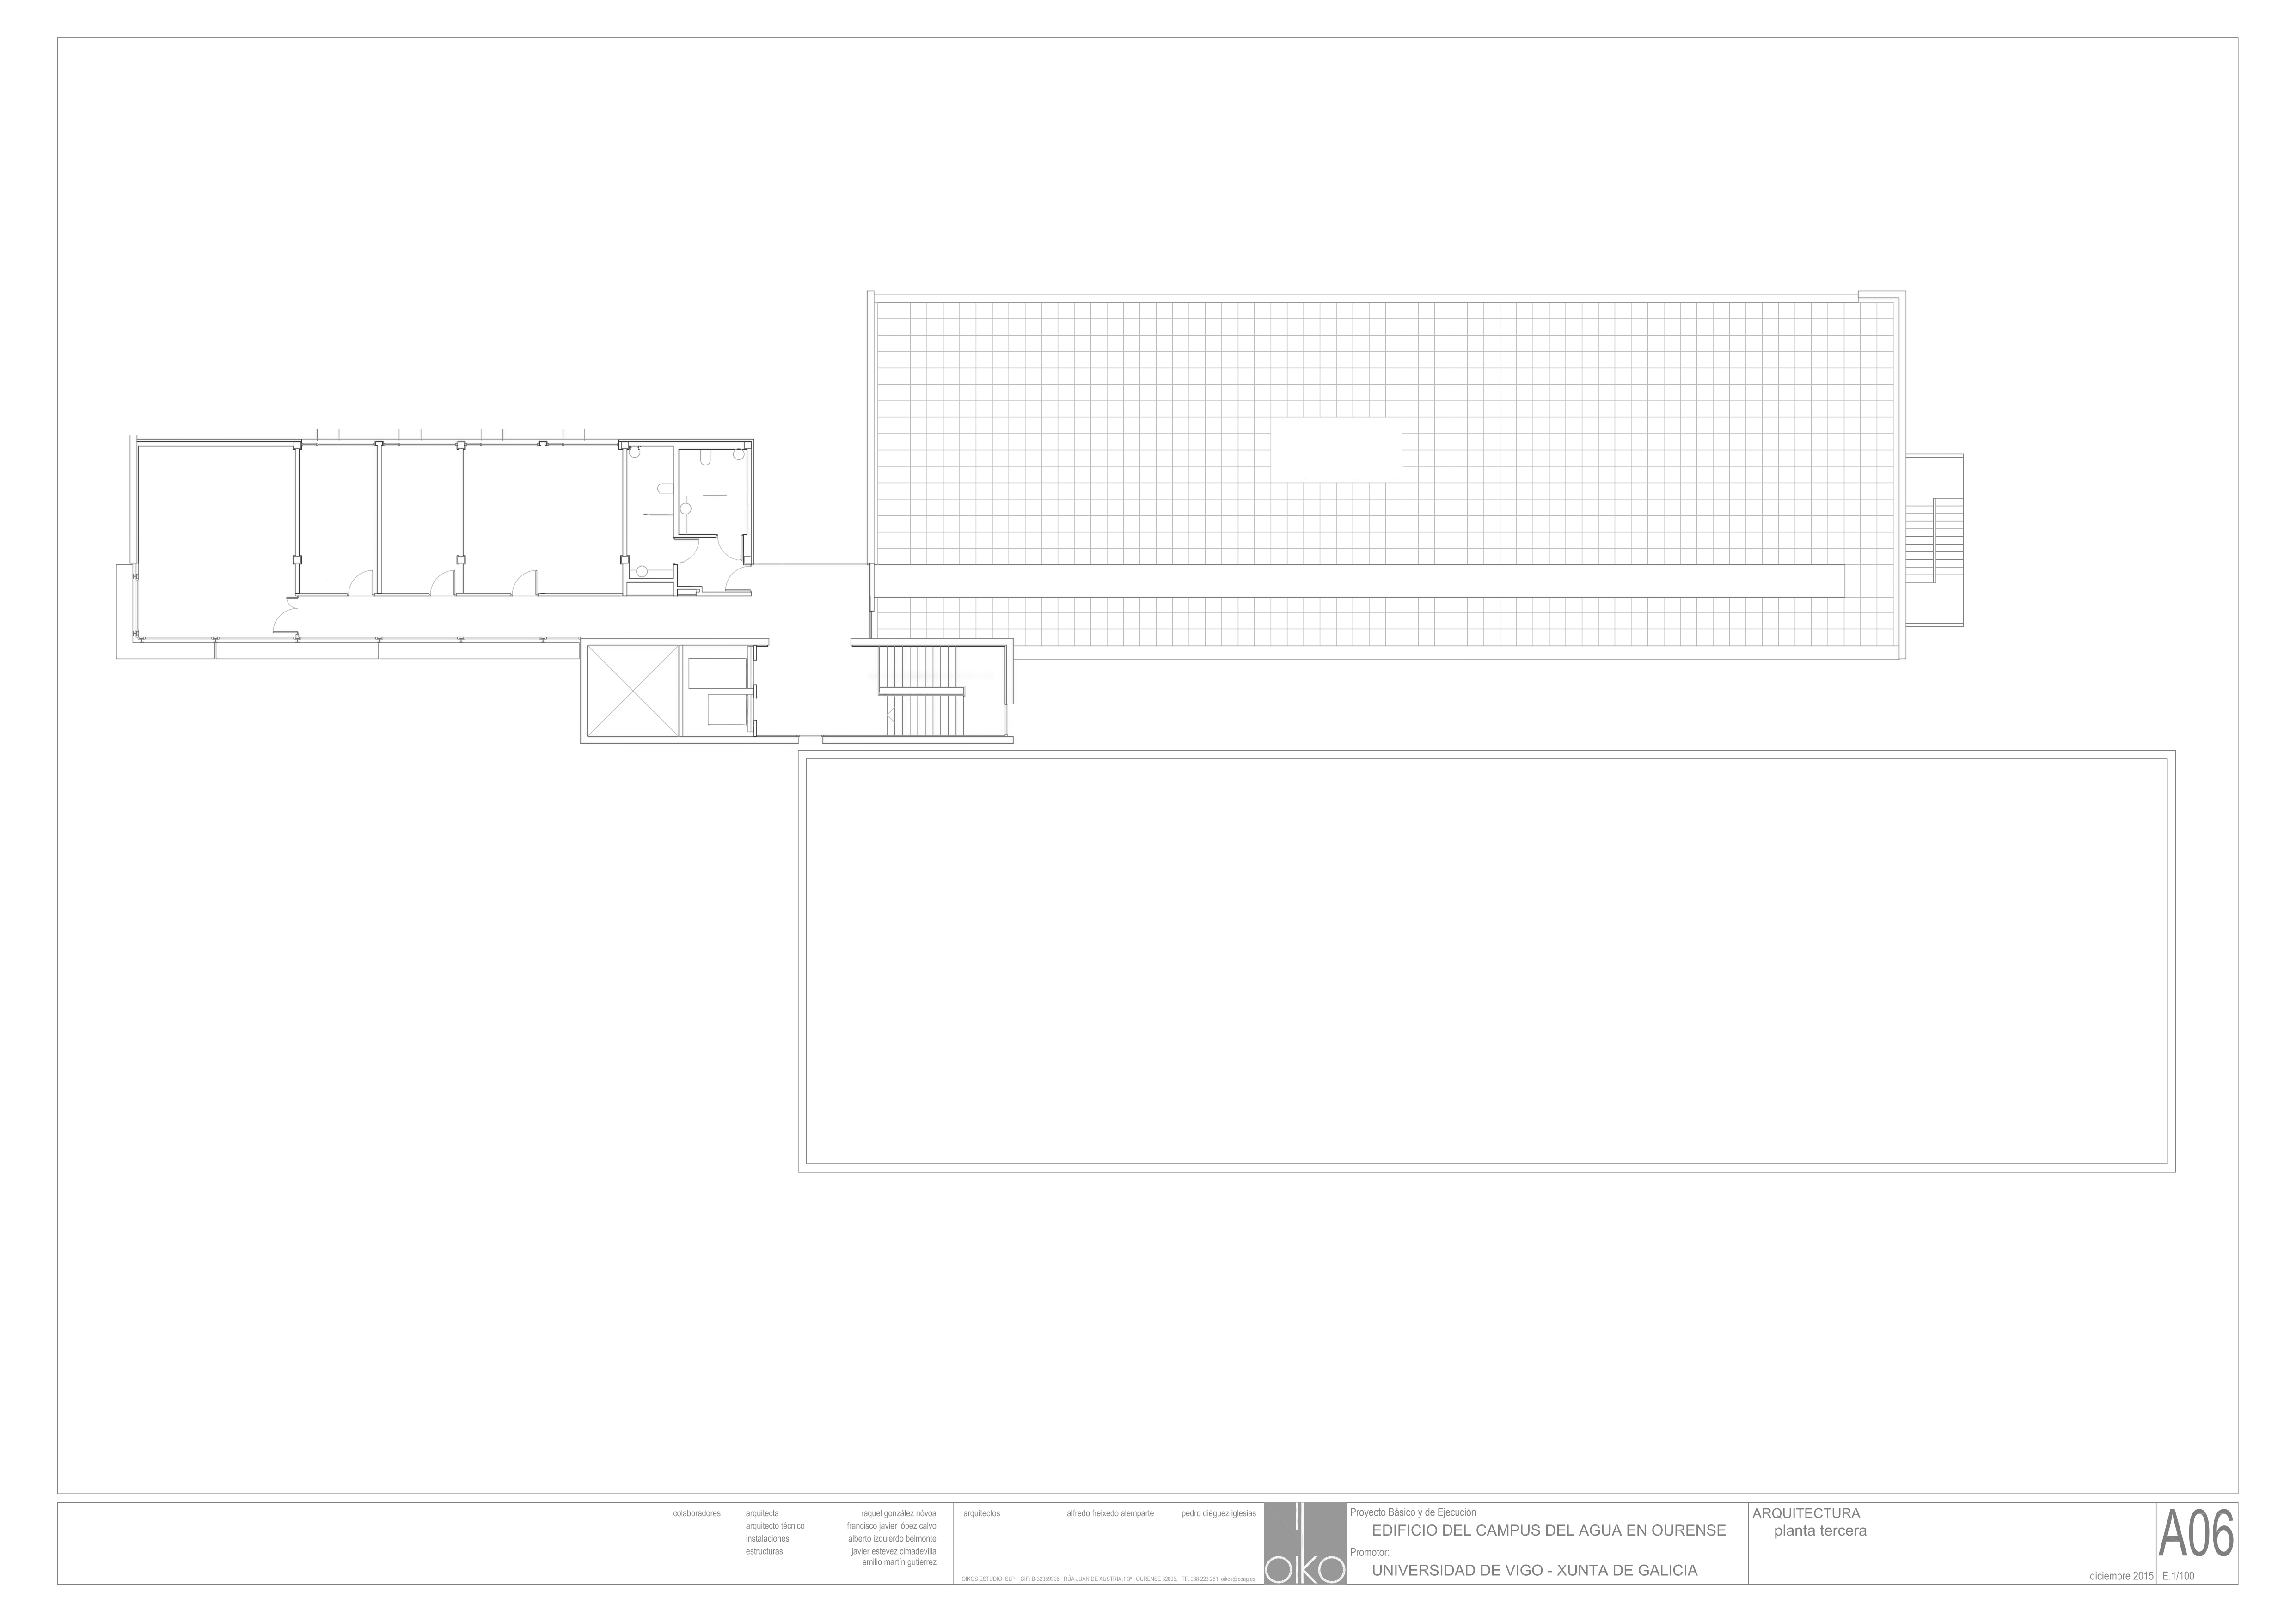 colaboradores arquitecta raquel gonzález nóvoa
arquitecto técnico francisco javier lópez calvo
instalaciones alberto izquierdo belmonte
estructuras javier estevez cimadevilla
emilio martín gutierrez
arquitectos alfredo freixedo alemparte pedro diéguez iglesias
OIKOS ESTUDIO, SLP CIF. B-32389306 RÚA JUAN DE AUSTRIA,1 3º OURENSE 32005. TF. 988 223 281 oikos@coag.es
OIKO
Proyecto Básico y de Ejecución
EDIFICIO DEL CAMPUS DEL AGUA EN OURENSE
Promotor:
UNIVERSIDAD DE VIGO - XUNTA DE GALICIA
ARQUITECTURA
planta tercera
diciembre 2015
A06
E.1/100